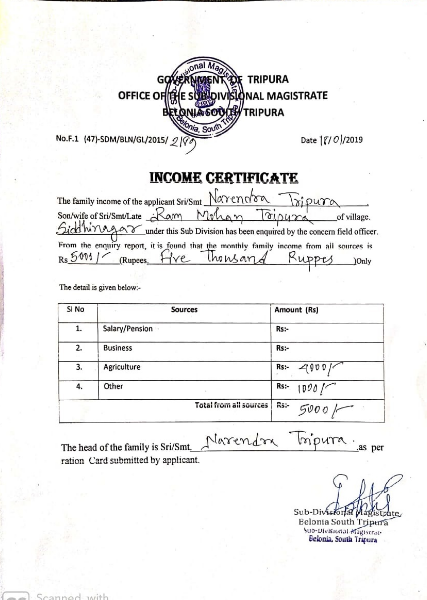 Sub-Divisional Magistrate
Belonia, South Tripura
GOVERNMENT OF TRIPURA
OFFICE OF THE SUB-DIVISIONAL MAGISTRATE
BELONIA SOUTH TRIPURA
No.F.1 (47)-SDM/BLN/GL/2015/ Date 18/01/2019
INCOME CERTIFICATE
The family income of the applicant Sri/Smt Narendra Tripura
Son/wife of Sri/Smt/Late Ram Mohan Tripura of village.
Siddhinagar under this Sub Division has been enquired by the concern field officer.
From the enquiry report, it is found that the monthly family income from all sources is
Rs 5000/- (Rupees, Five Thousand Ruppes )Only
The detail is given below:-
Sl No Sources Amount (Rs)
1. Salary/Pension Rs:-
2. Business Rs:-
3. Agriculture Rs:- 4000/-
4. Other Rs:- 1000/-
Total from all sources Rs:- 5000/-
The head of the family is Sri/Smt, Narendra Tripura. as per
ration Card submitted by applicant.
Sub-Divisional Magistrate
Belonia South Tripura
Sub-Divisional Magistrate
Belonia, South Tripura
Scanned with